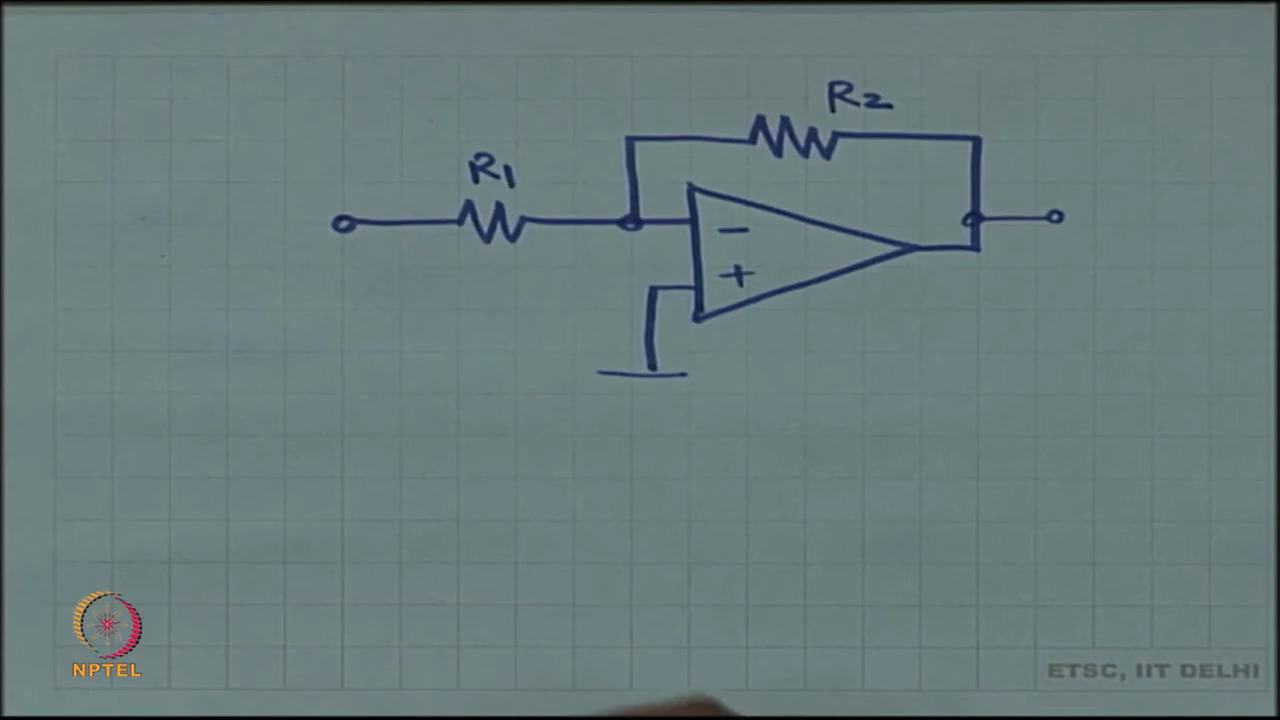 R2
R1
−
+
NPTEL
ETSC, IIT DELHI